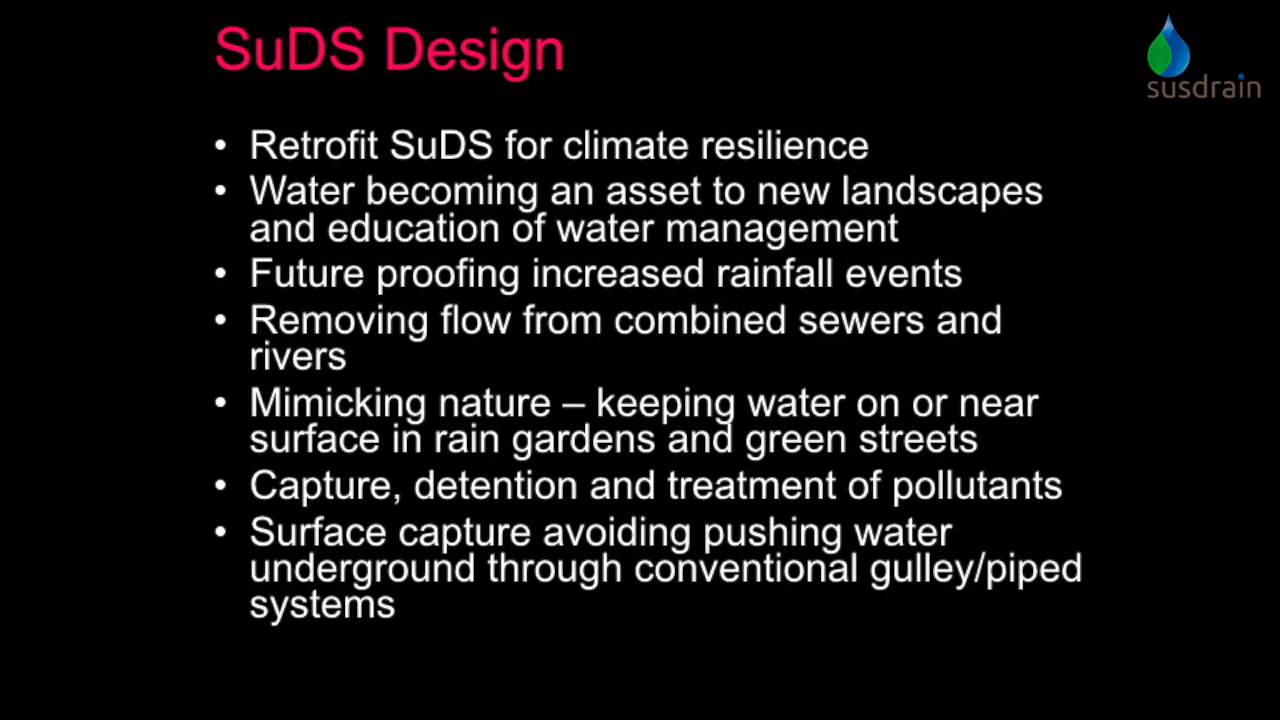 SuDS Design
susdrain
• Retrofit SuDS for climate resilience
• Water becoming an asset to new landscapes
and education of water management
• Future proofing increased rainfall events
• Removing flow from combined sewers and
rivers
• Mimicking nature – keeping water on or near
surface in rain gardens and green streets
• Capture, detention and treatment of pollutants
• Surface capture avoiding pushing water
underground through conventional gulley/piped
systems